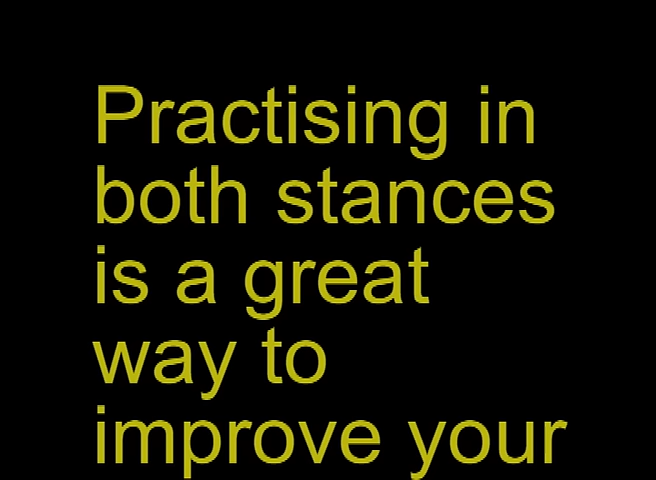 Practising in
both stances
is a great
way to
improve your